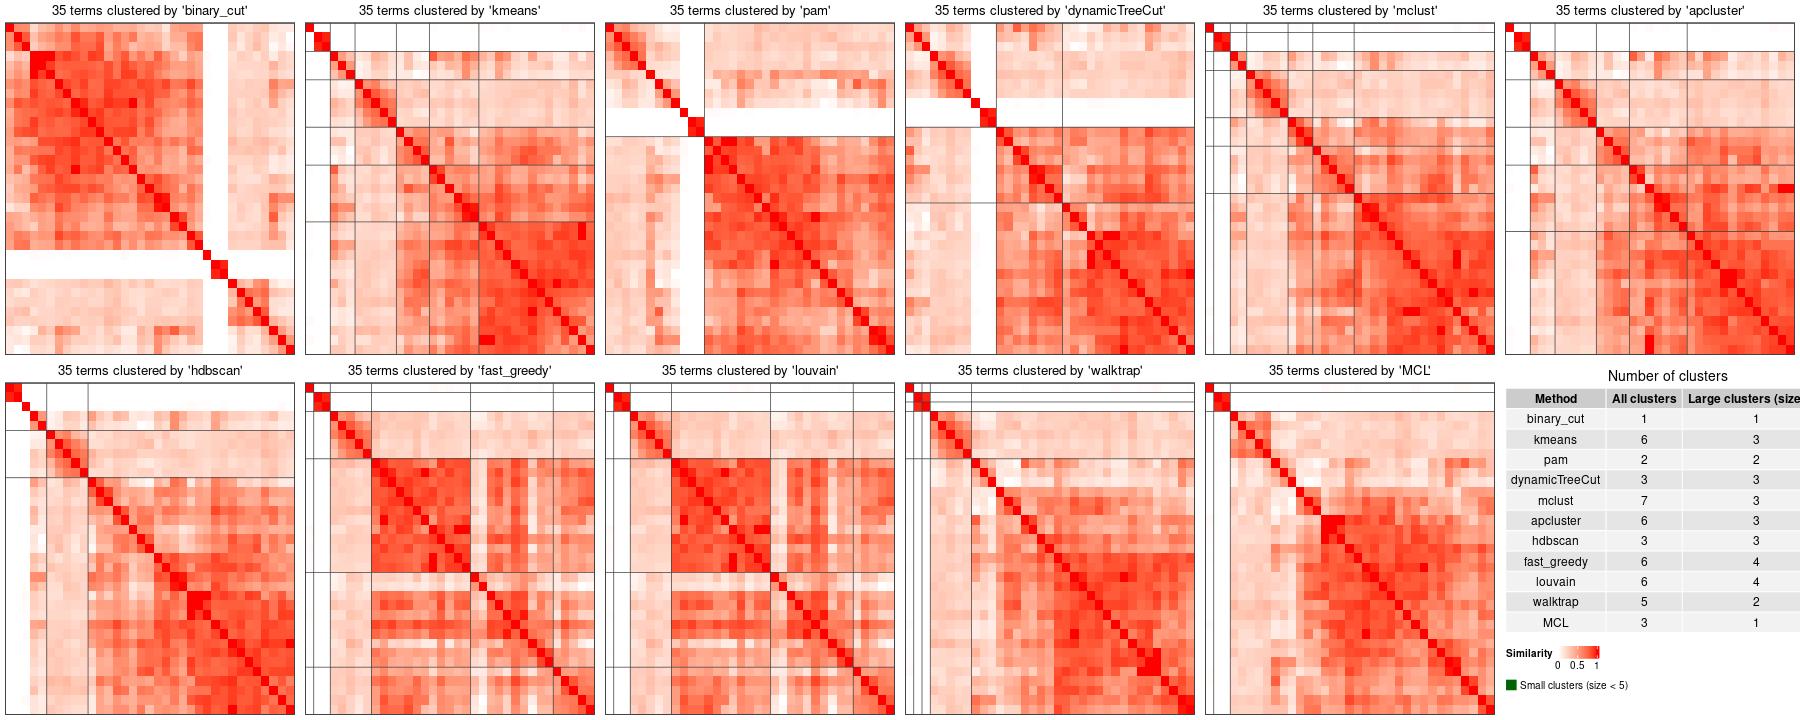 35 terms clustered by 'binary_cut'
35 terms clustered by 'kmeans'
35 terms clustered by 'pam'
35 terms clustered by 'dynamicTreeCut'
35 terms clustered by 'mclust'
35 terms clustered by 'apcluster'
35 terms clustered by 'hdbscan'
35 terms clustered by 'fast_greedy'
35 terms clustered by 'louvain'
35 terms clustered by 'walktrap'
35 terms clustered by 'MCL'
Number of clusters
Method All clusters Large clusters (size
binary_cut 1 1
kmeans 6 3
pam 2 2
dynamicTreeCut 3 3
mclust 7 3
apcluster 6 3
hdbscan 3 3
fast_greedy 6 4
louvain 6 4
walktrap 5 2
MCL 3 1
Similarity
0 0.5 1
Small clusters (size < 5)